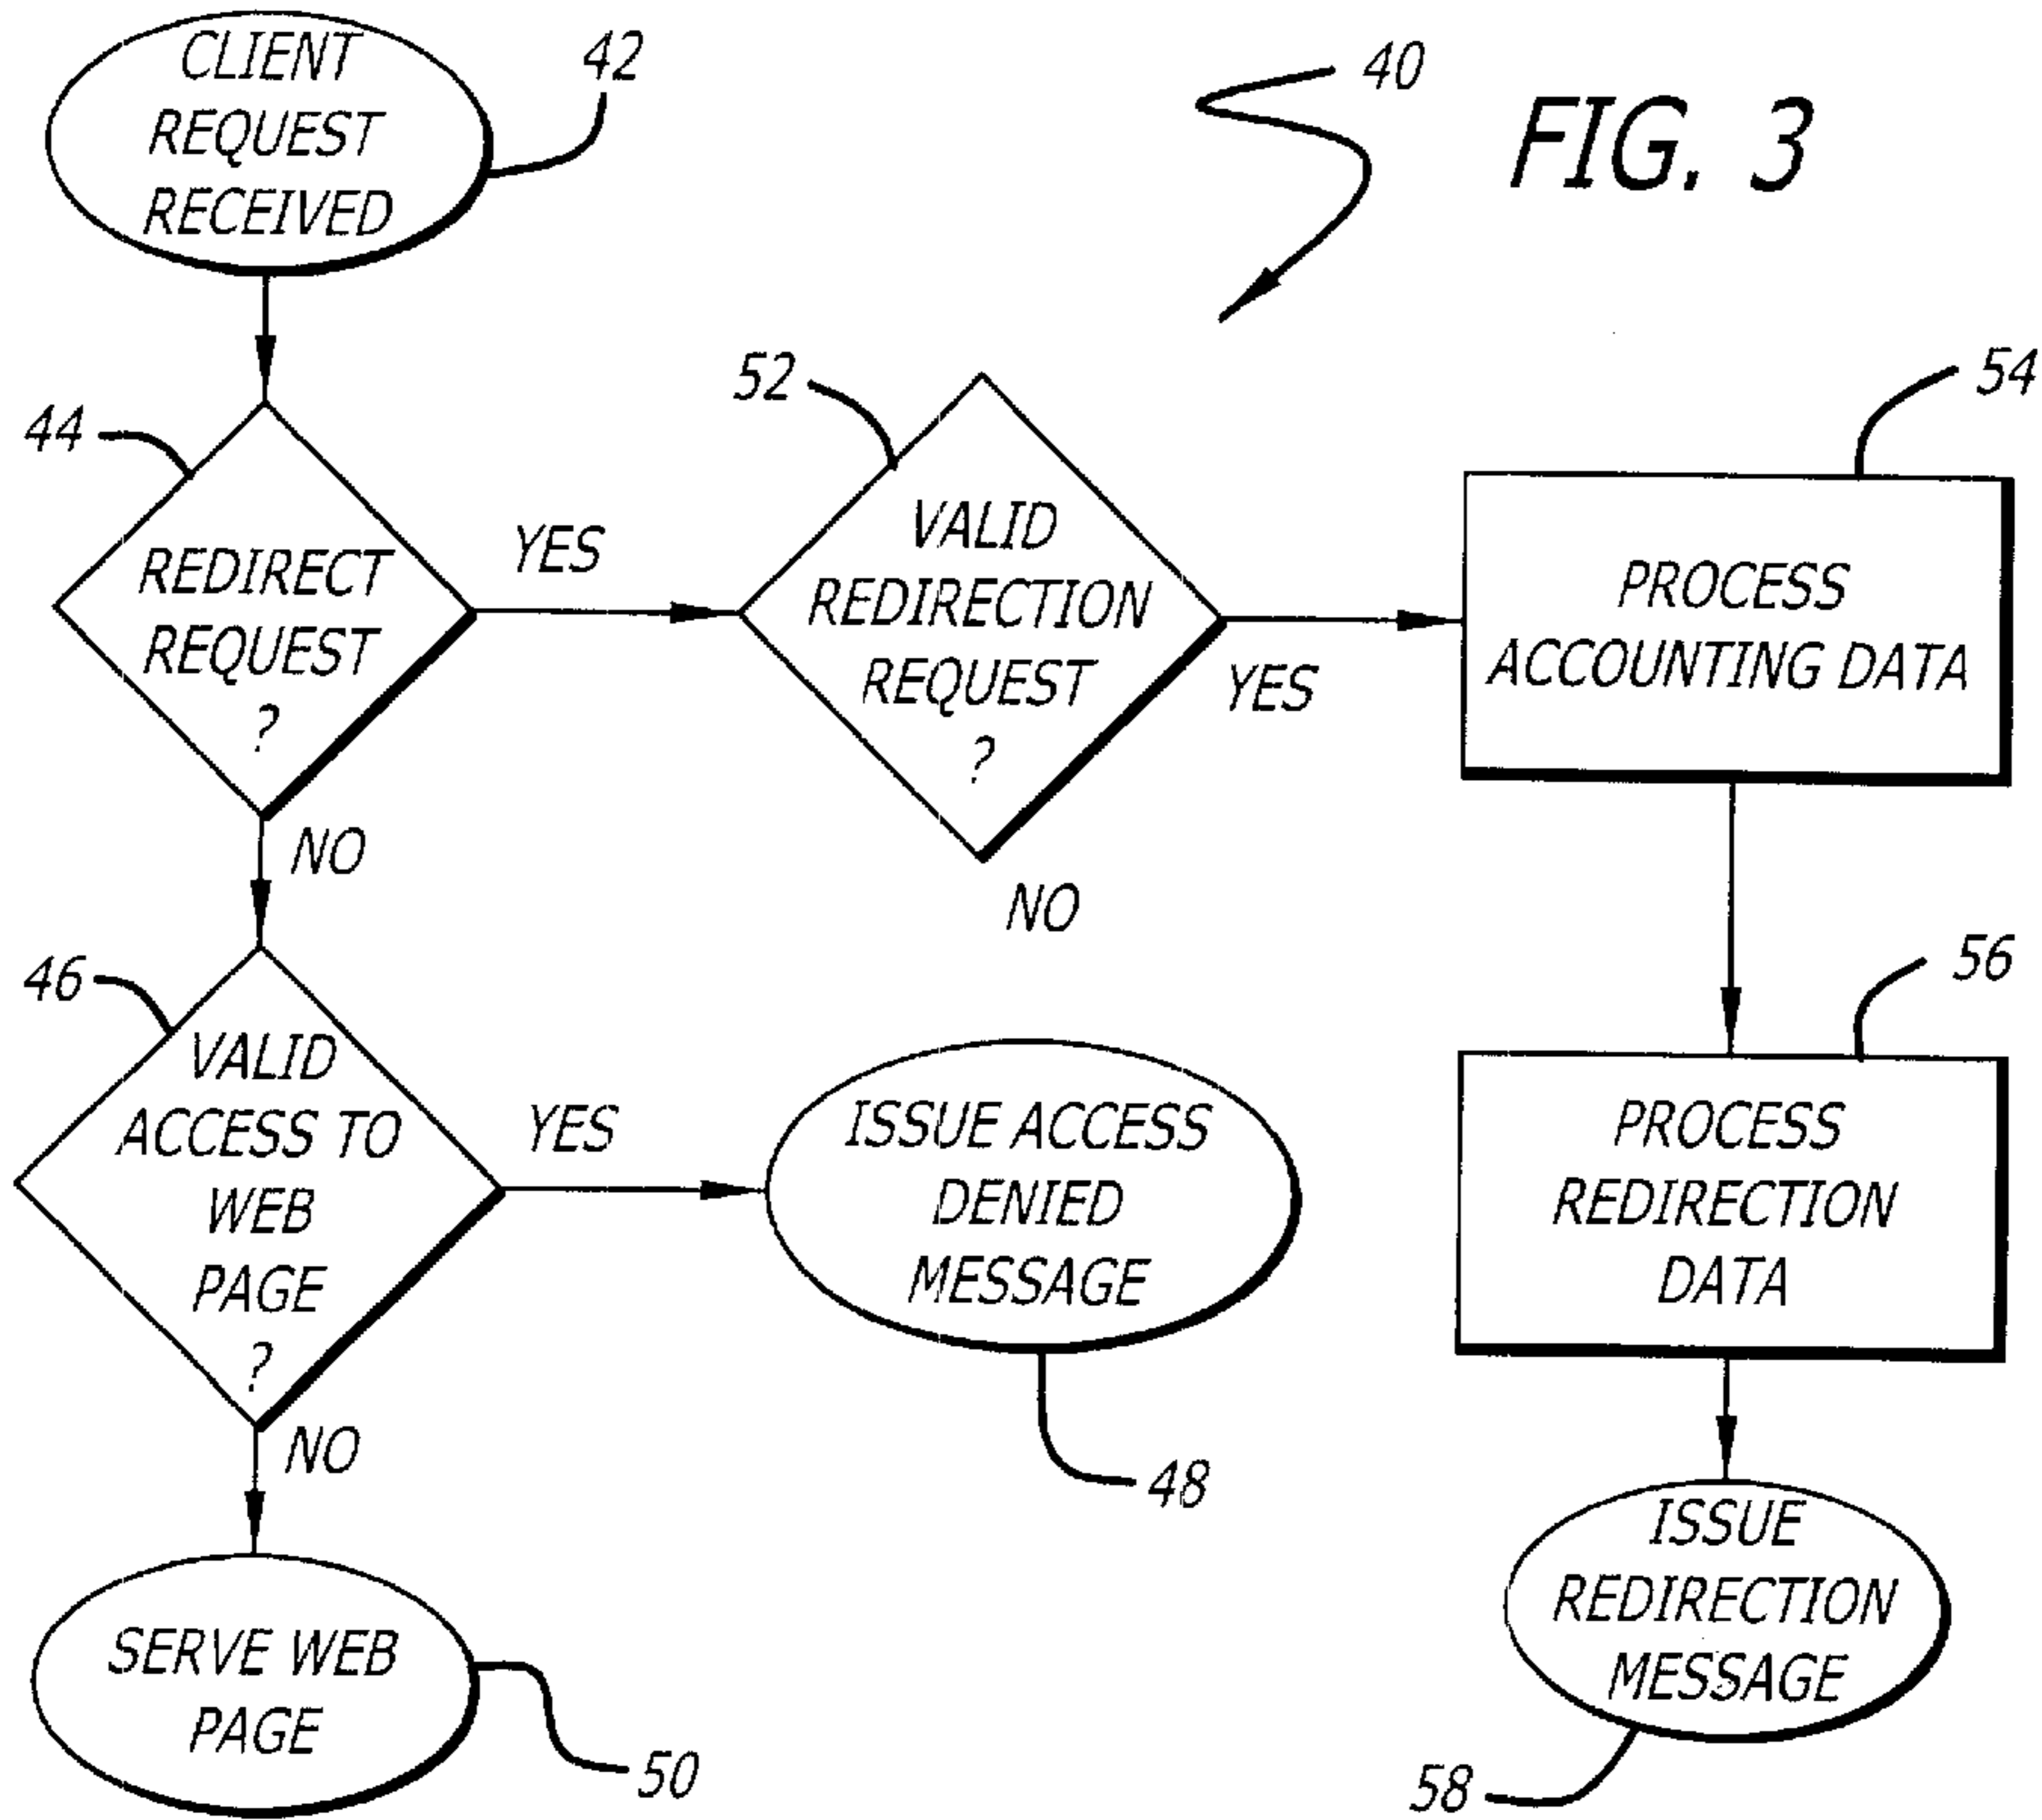 CLIENT
REQUEST
RECEIVED
42
40
FIG. 3
44
REDIRECT
REQUEST
?
YES
NO
52
VALID
REDIRECTION
REQUEST
?
YES
NO
54
PROCESS
ACCOUNTING DATA
46
VALID
ACCESS TO
WEB
PAGE
?
YES
NO
ISSUE ACCESS
DENIED
MESSAGE
48
56
PROCESS
REDIRECTION
DATA
SERVE WEB
PAGE
50
ISSUE
REDIRECTION
MESSAGE
58